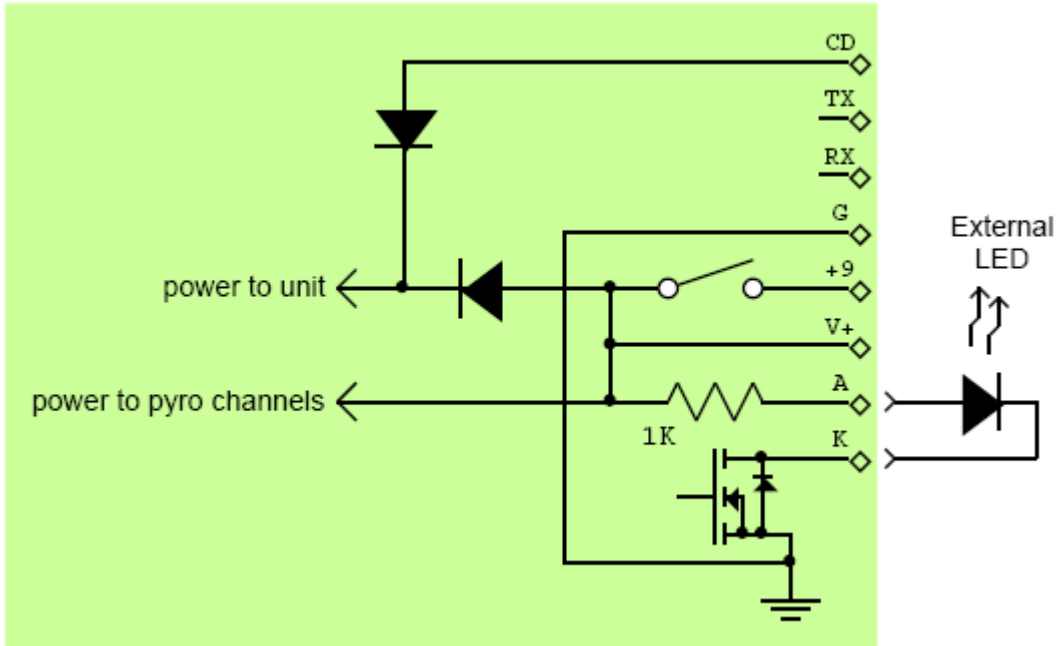 CD
TX
RX
G
+9
V+
A
K
External
LED
power to unit
power to pyro channels
1K